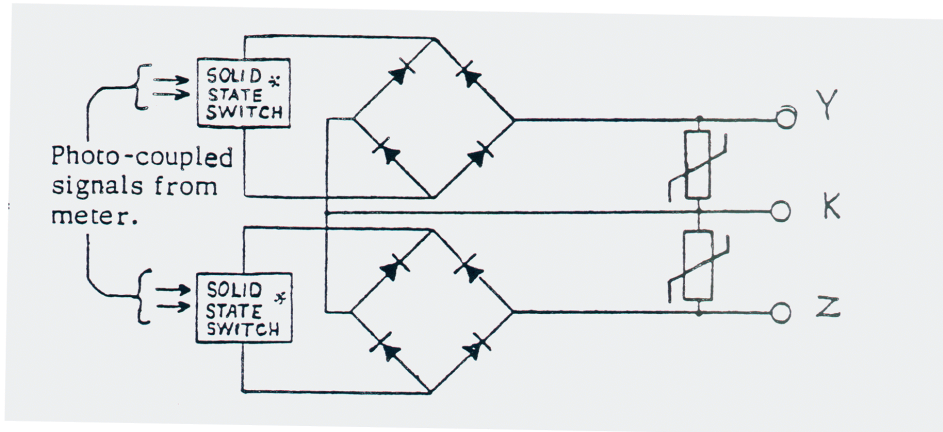 SOLID *
STATE
SWITCH
Y
Photo-coupled
signals from
meter.
K
SOLID *
STATE
SWITCH
Z